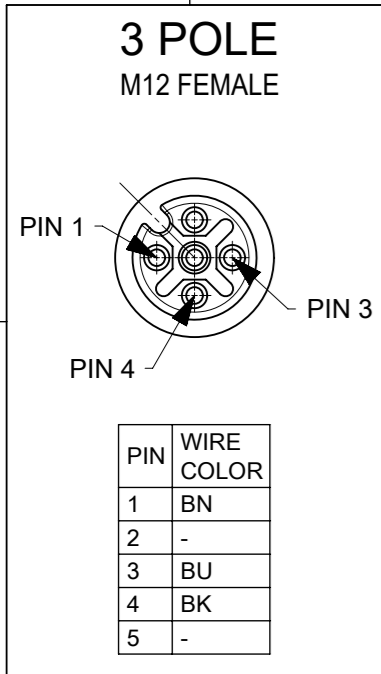 3 POLE
M12 FEMALE
PIN 1
PIN 3
PIN 4
PIN WIRE COLOR
1 BN
2 -
3 BU
4 BK
5 -